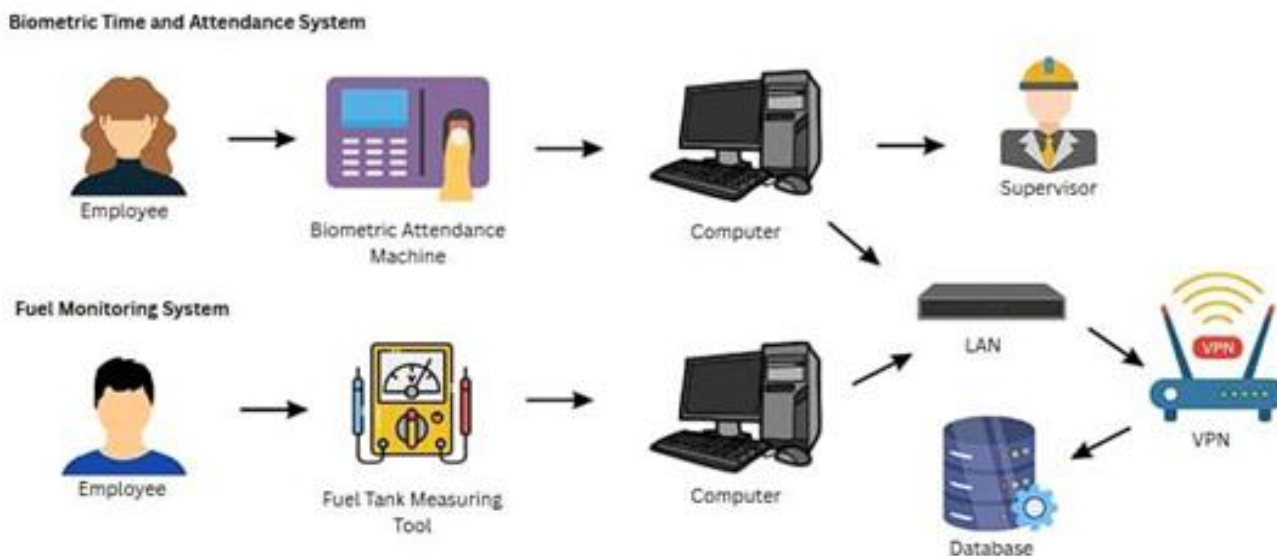 Biometric Time and Attendance System
Employee
Biometric Attendance
Machine
Computer
Supervisor
Fuel Monitoring System
LAN
VPN
VPN
Employee
Fuel Tank Measuring
Tool
Computer
Database